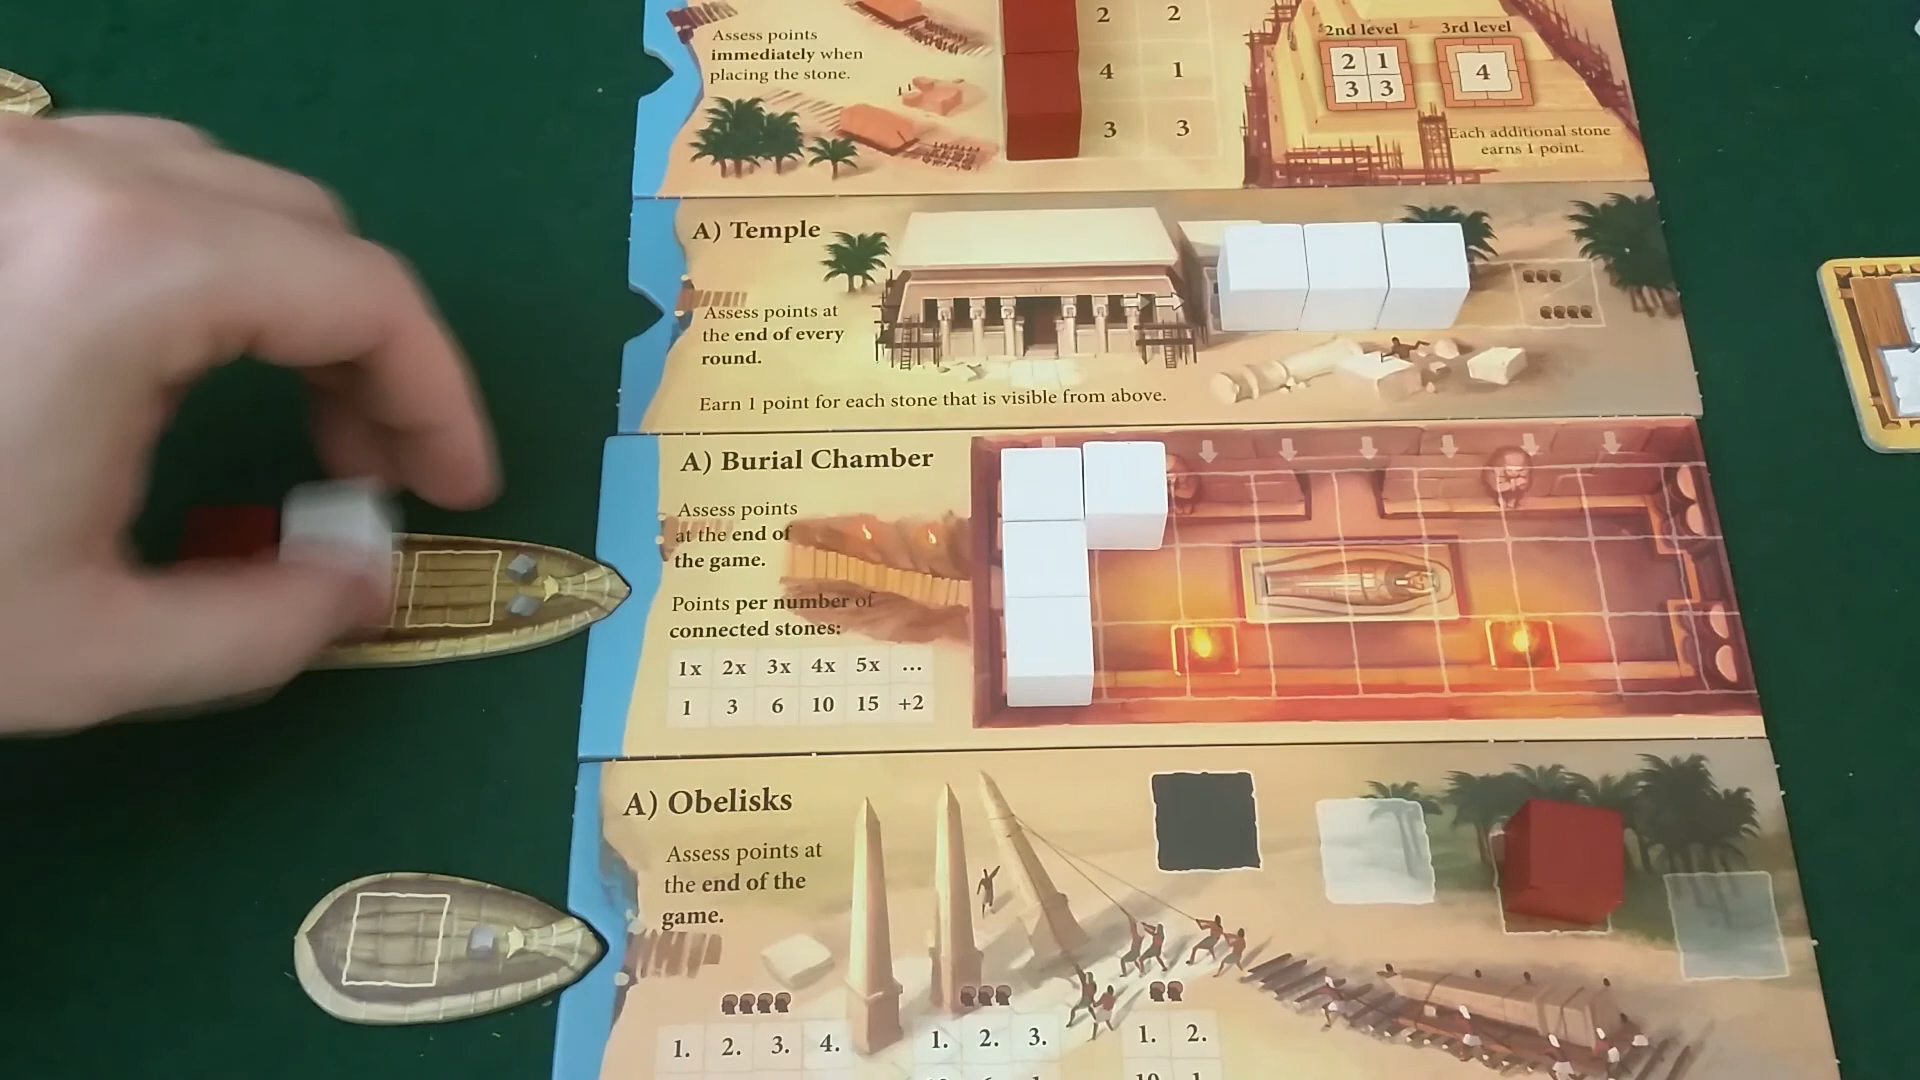 Assess points
immediately when
placing the stone.
2 2
4 1
3 3
2nd level 3rd level
2 1
3 3
4
Each additional stone
earns 1 point.
A) Temple
Assess points at
the end of every
round.
Earn 1 point for each stone that is visible from above.
A) Burial Chamber
Assess points
at the end of
the game.
Points per number of
connected stones:
1x 2x 3x 4x 5x ...
1 3 6 10 15 +2
A) Obelisks
Assess points at
the end of the
game.
1. 2. 3. 4.
1. 2. 3.
1. 2.
10 1